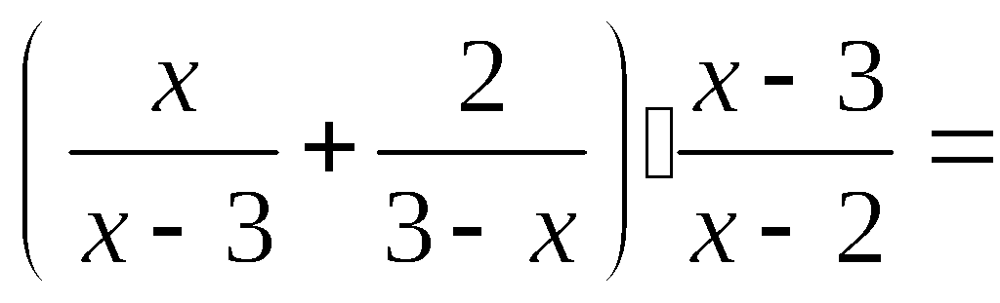 (x/(x - 3) + 2/(3 - x)) ▯ (x - 3)/(x - 2) =